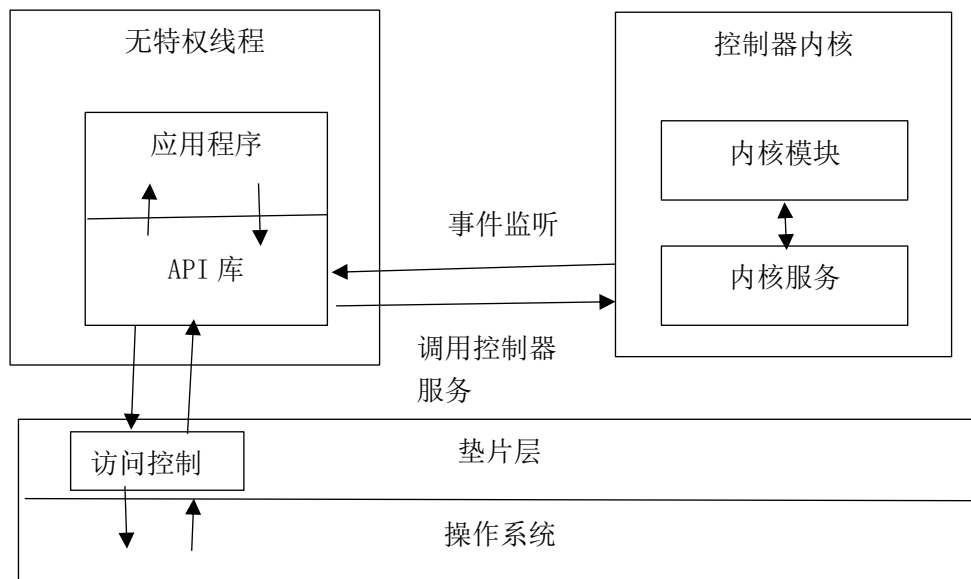 无特权线程
控制器内核
应用程序
内核模块
事件监听
API 库
内核服务
调用控制器
服务
访问控制
垫片层
操作系统